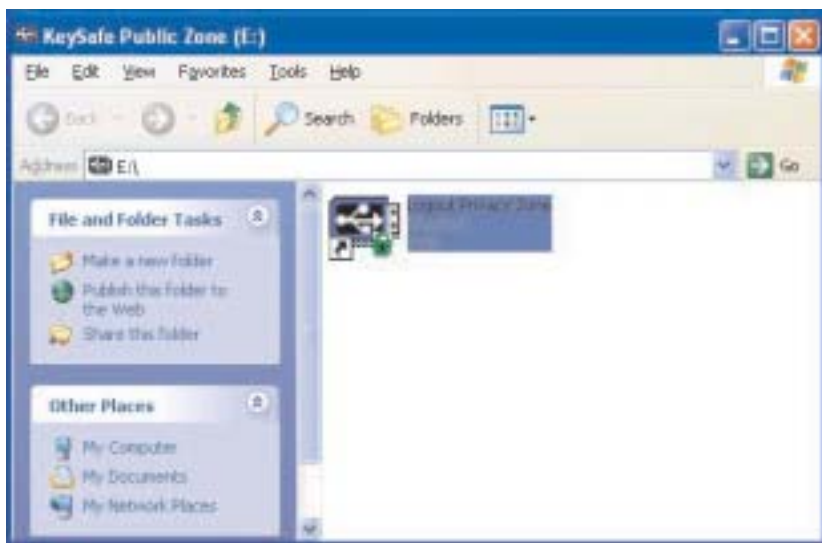 KeySafe Public Zone (E:)
File Edit View Favorites Tools Help
Back Search Folders
Address E:\ Go
File and Folder Tasks
Make a new folder
Publish this folder to
the Web
Share this folder
Other Places
My Computer
My Documents
My Network Places
Logout Privacy Zone